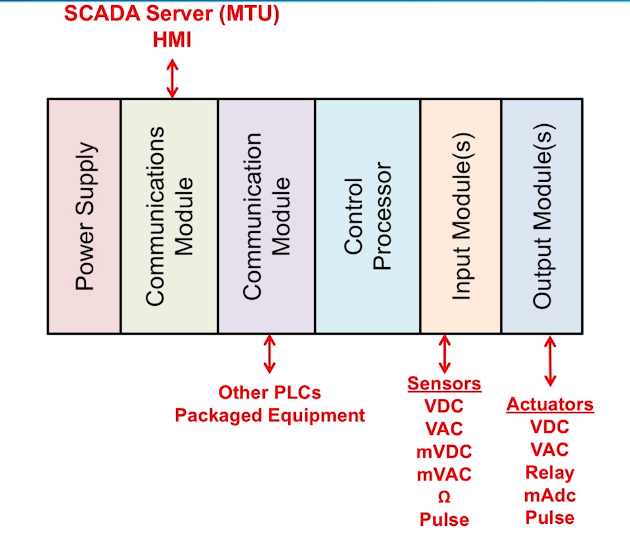 SCADA Server (MTU)
HMI
Power Supply
Communications
Module
Communication
Module
Control
Processor
Input Module(s)
Output Module(s)
Other PLCs
Packaged Equipment
Sensors
VDC
VAC
mVDC
mVAC
Ω
Pulse
Actuators
VDC
VAC
Relay
mAdc
Pulse